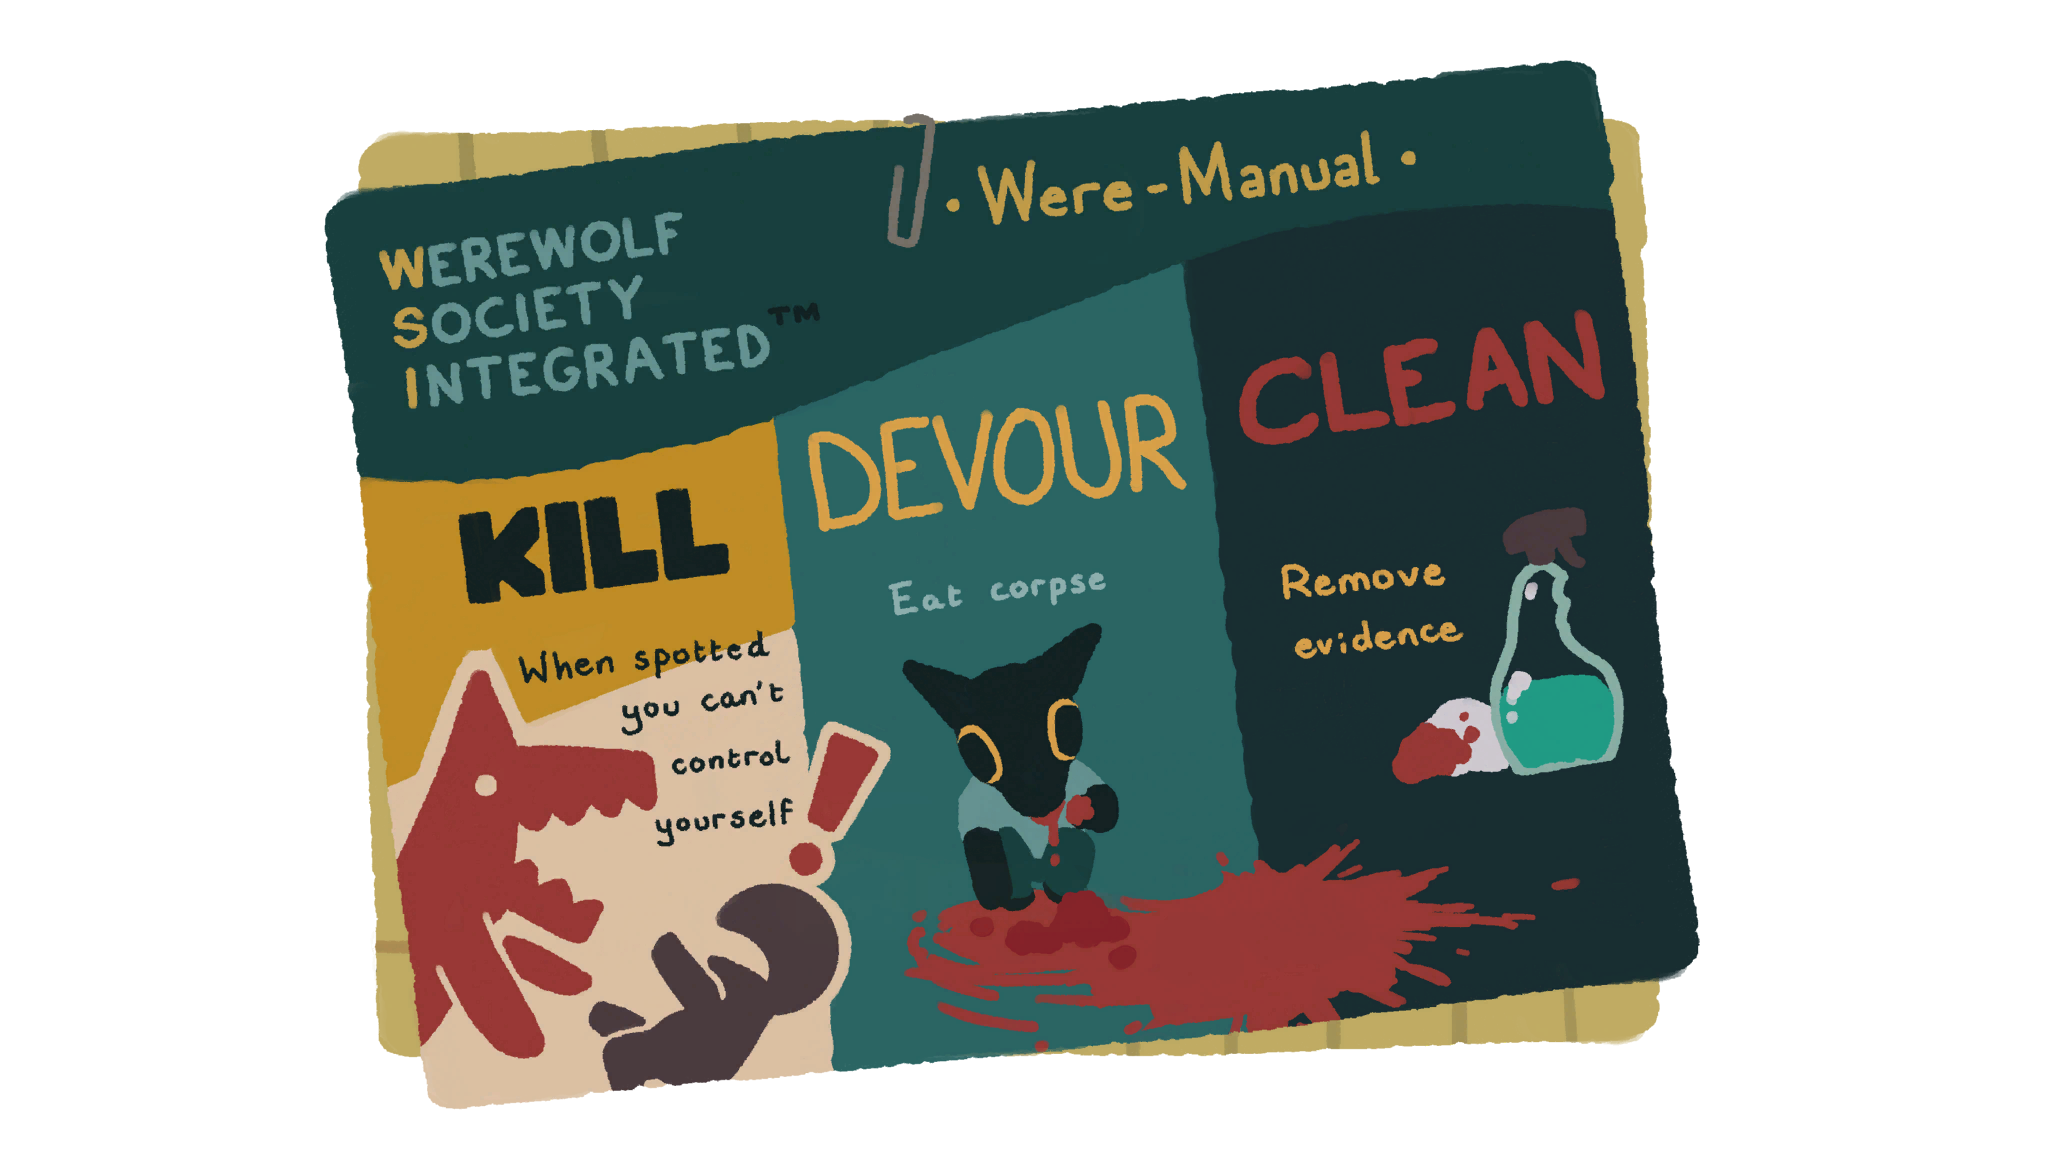 WEREWOLF
SOCIETY
INTEGRATED™
· Were-Manual ·
KILL
When spotted
you can't
control
yourself
DEVOUR
Eat corpse
CLEAN
Remove
evidence